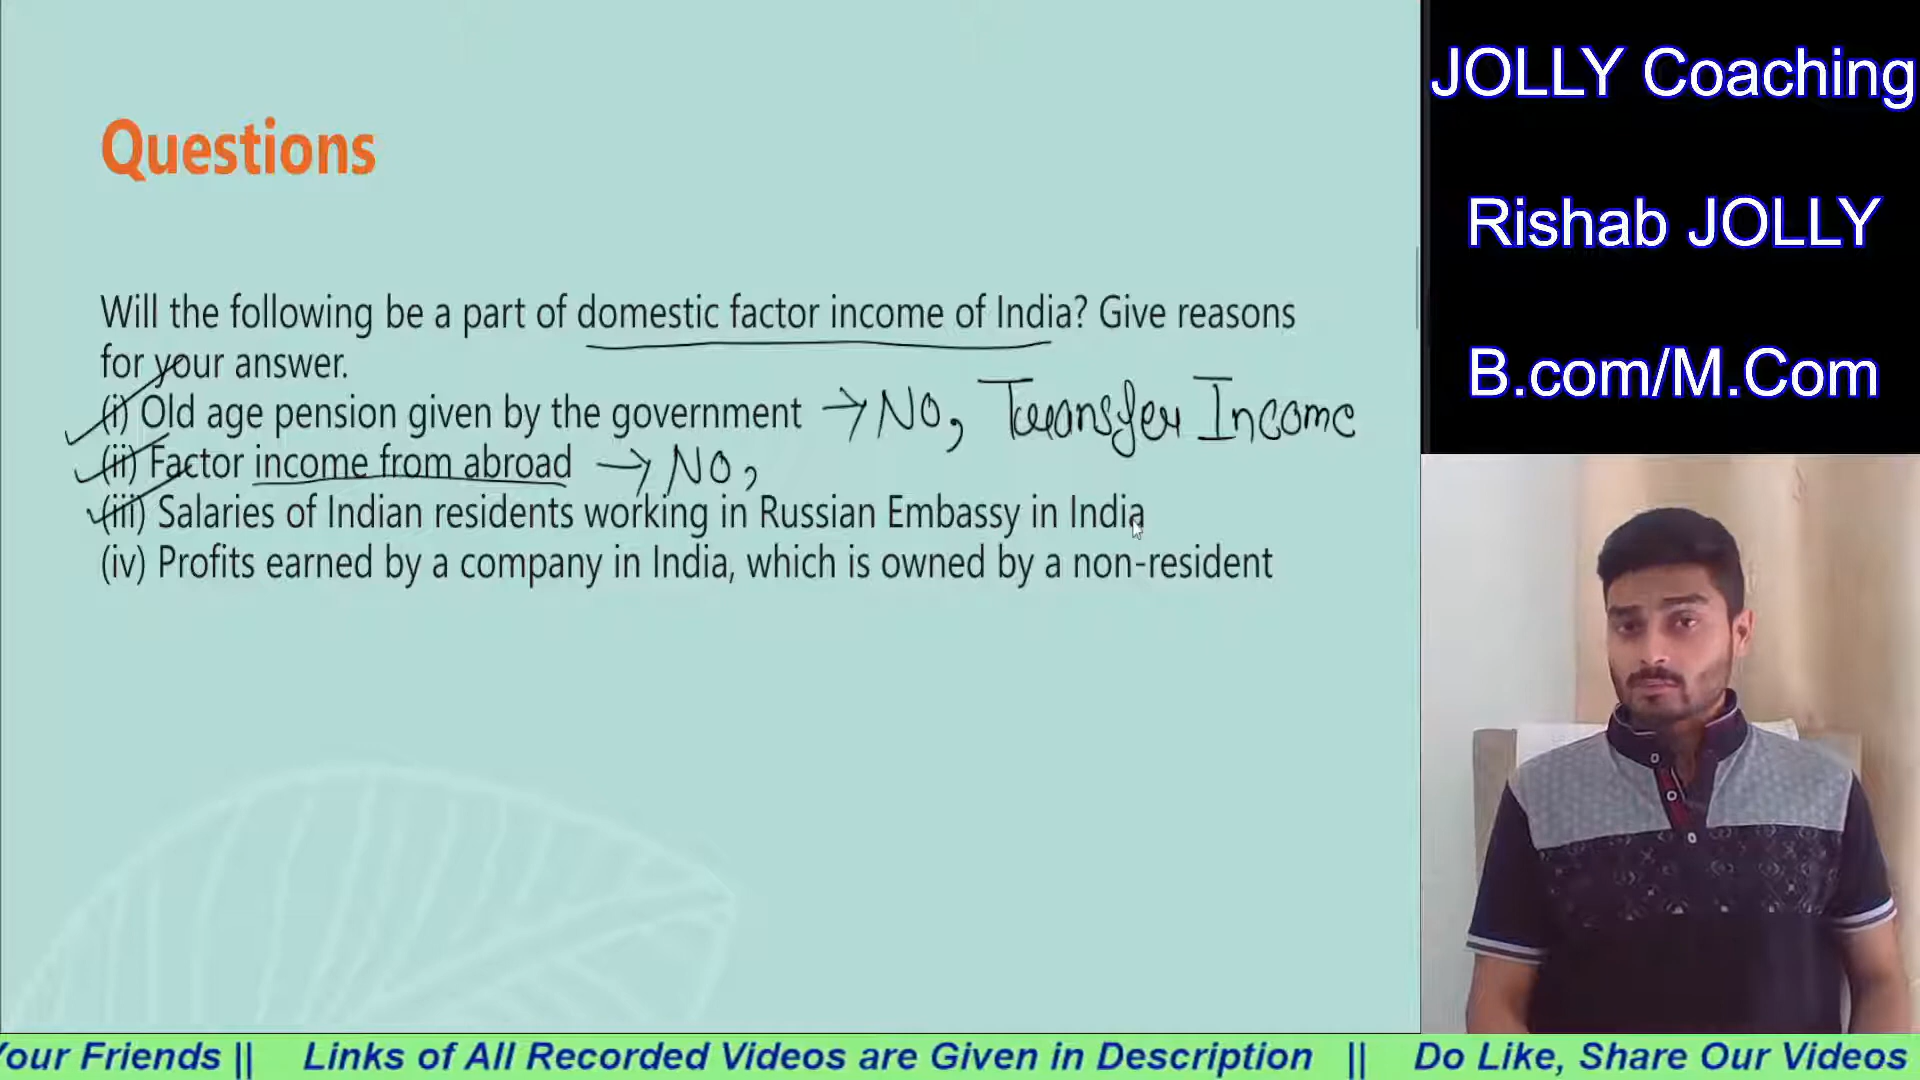 Questions
Will the following be a part of domestic factor income of India? Give reasons
for your answer.
(i) Old age pension given by the government → No, Transfer Income
(ii) Factor income from abroad → No,
(iii) Salaries of Indian residents working in Russian Embassy in India
(iv) Profits earned by a company in India, which is owned by a non-resident
JOLLY Coaching
Rishab JOLLY
B.com/M.Com
Your Friends || Links of All Recorded Videos are Given in Description || Do Like, Share Our Videos